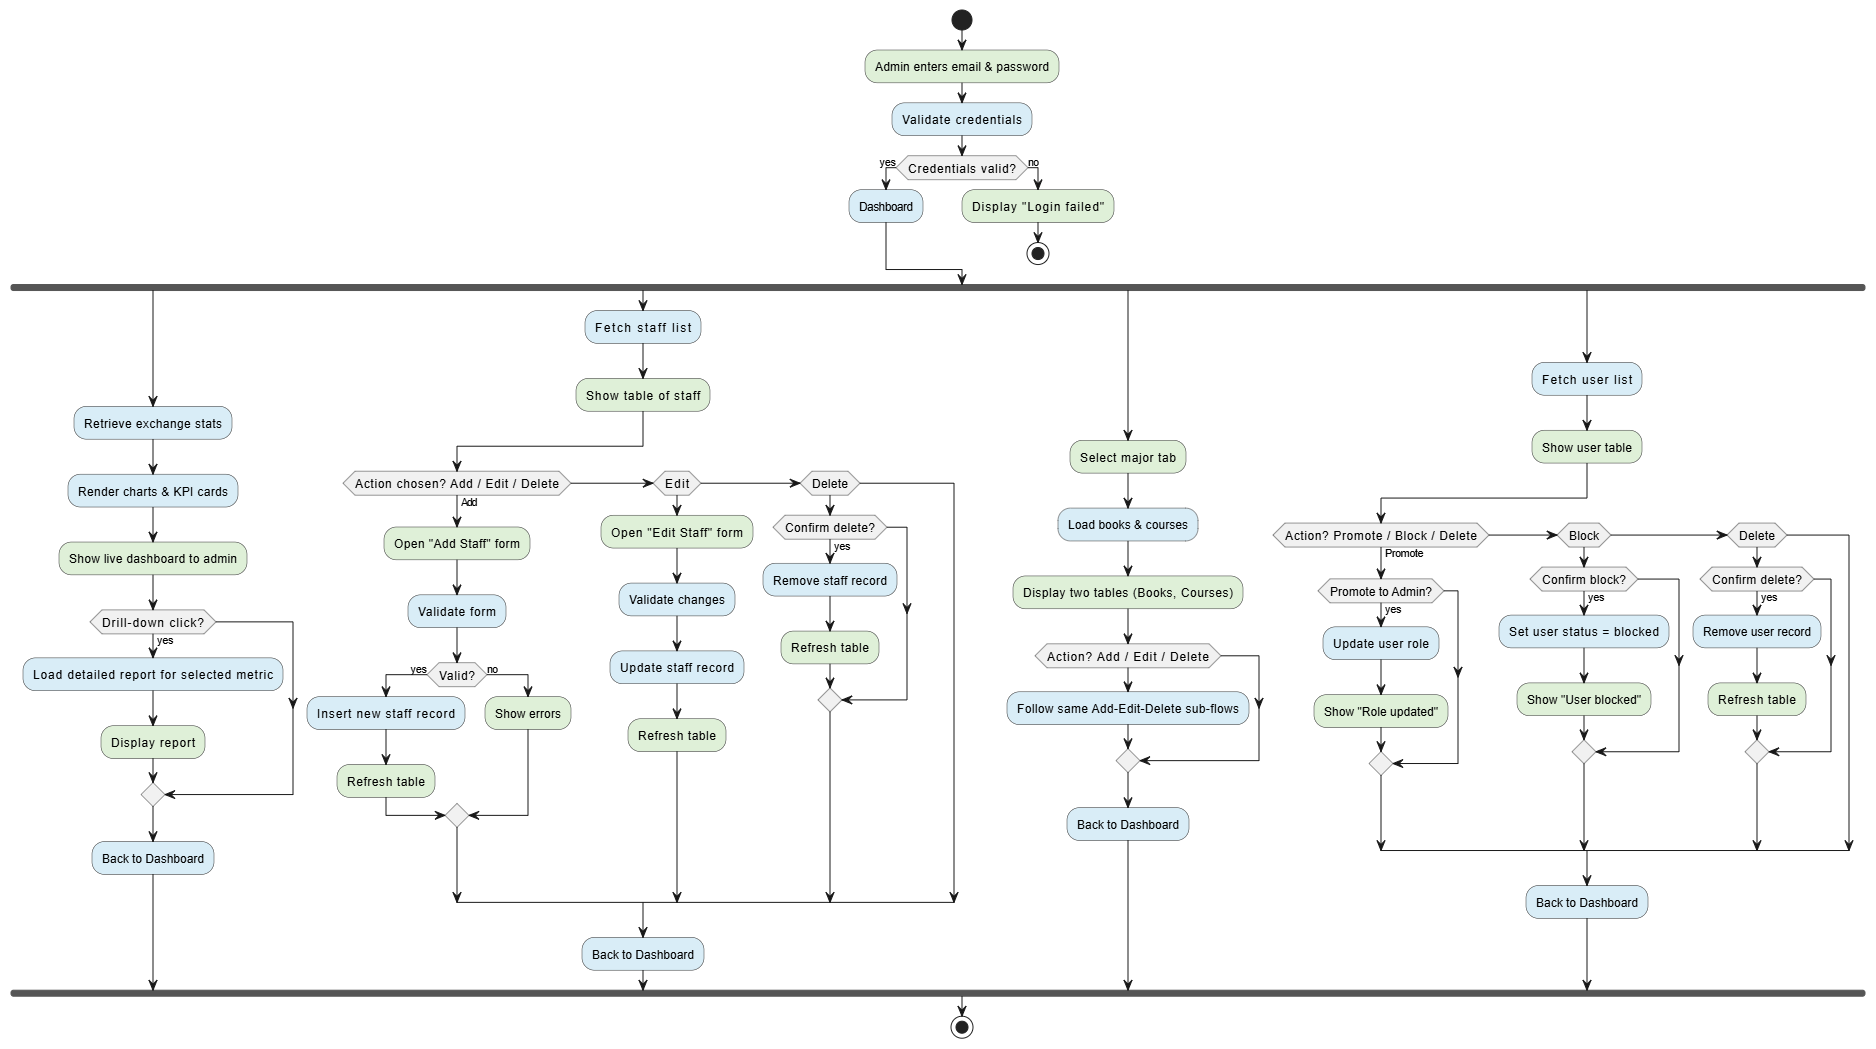 Admin enters email & password
Validate credentials
yes
Credentials valid?
no
Dashboard
Display "Login failed"
Retrieve exchange stats
Render charts & KPI cards
Show live dashboard to admin
Drill-down click?
yes
Load detailed report for selected metric
Display report
Back to Dashboard
Fetch staff list
Show table of staff
Action chosen? Add / Edit / Delete
Add
Open "Add Staff" form
Validate form
yes
Valid?
no
Insert new staff record
Show errors
Refresh table
Edit
Open "Edit Staff" form
Validate changes
Update staff record
Refresh table
Delete
Confirm delete?
yes
Remove staff record
Refresh table
Back to Dashboard
Select major tab
Load books & courses
Display two tables (Books, Courses)
Action? Add / Edit / Delete
Follow same Add-Edit-Delete sub-flows
Back to Dashboard
Fetch user list
Show user table
Action? Promote / Block / Delete
Promote
Promote to Admin?
yes
Update user role
Show "Role updated"
Block
Confirm block?
yes
Set user status = blocked
Show "User blocked"
Delete
Confirm delete?
yes
Remove user record
Refresh table
Back to Dashboard